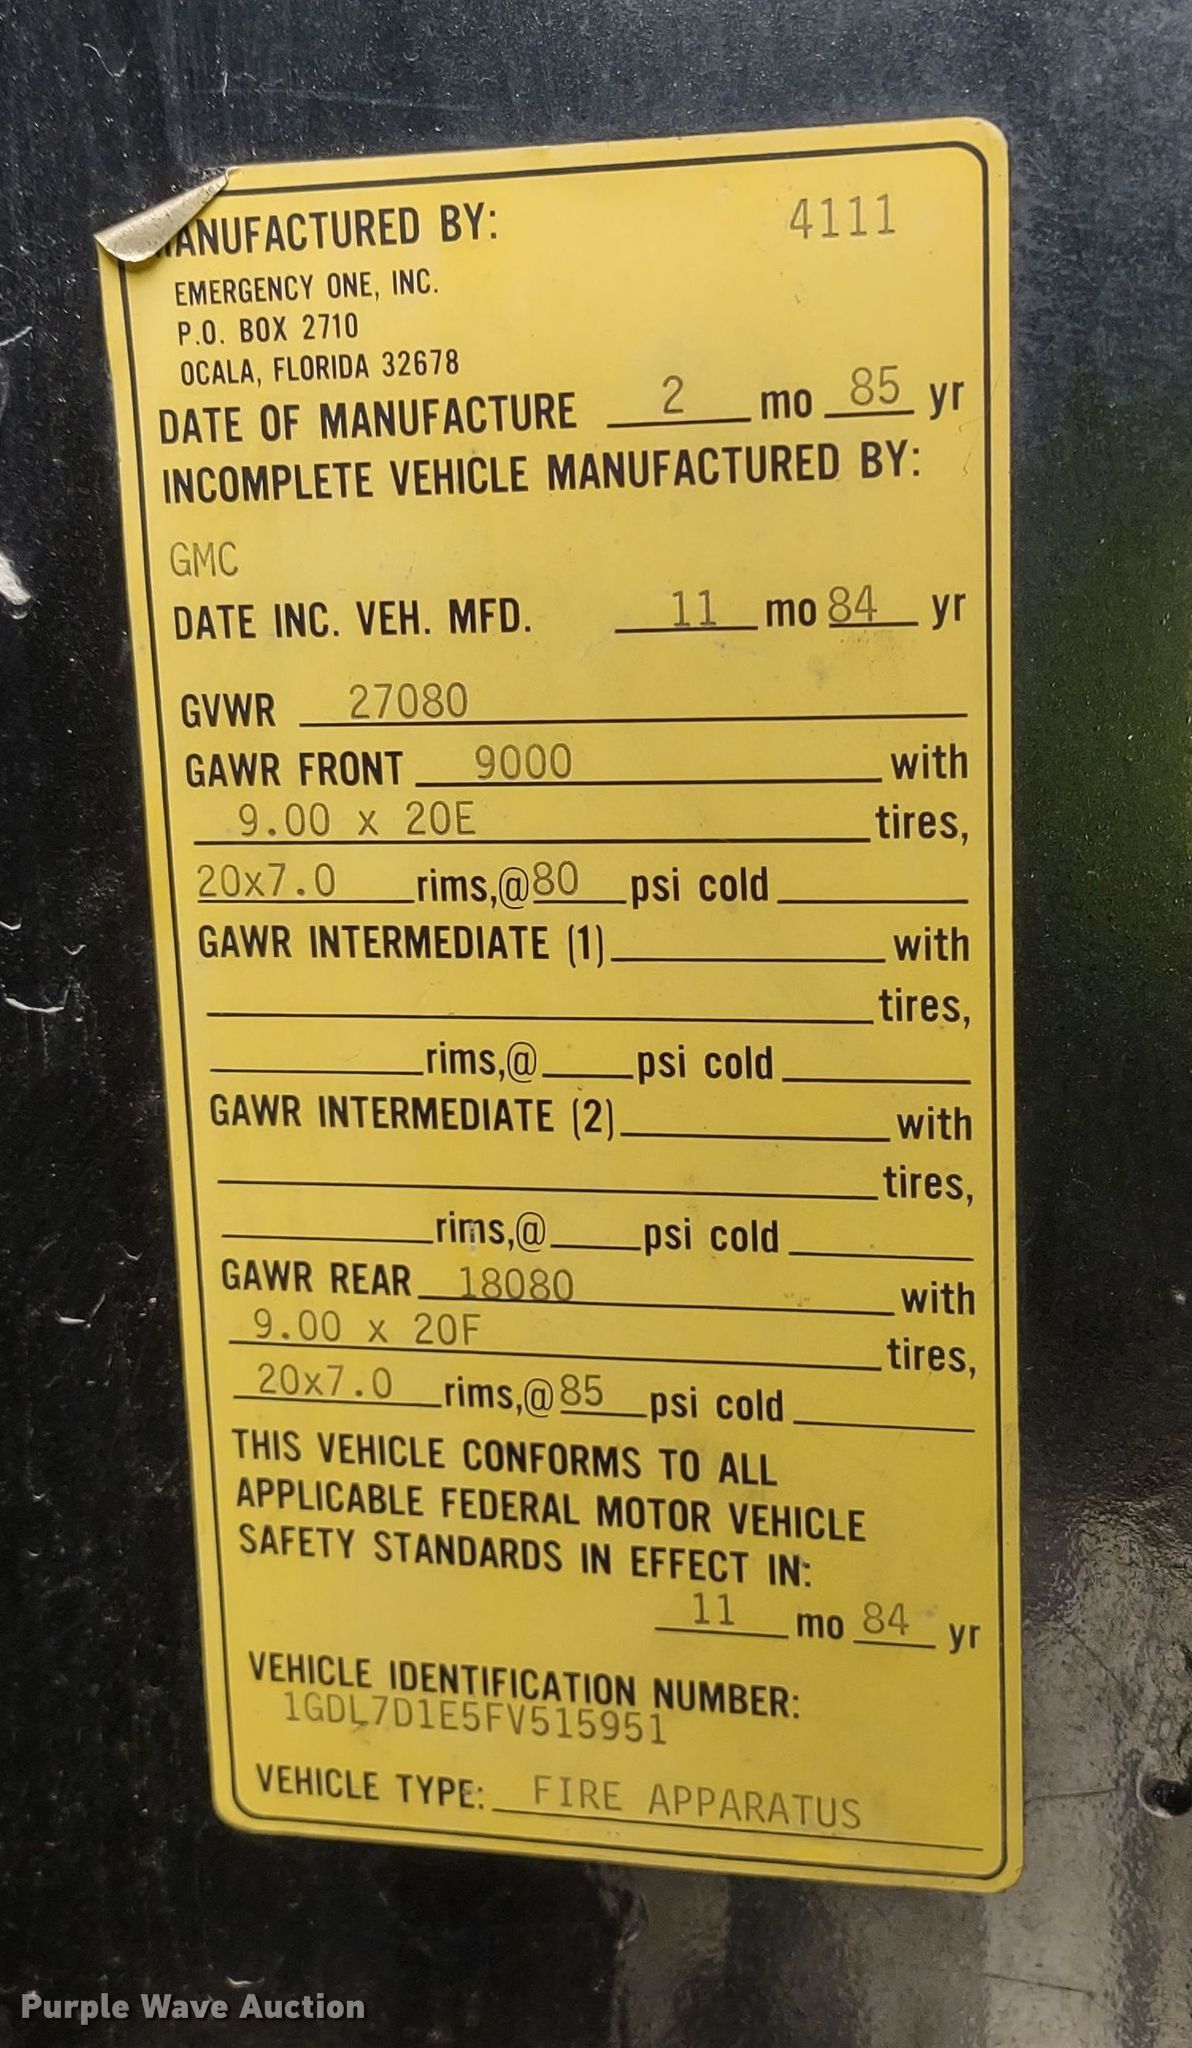 MANUFACTURED BY: 4111
EMERGENCY ONE, INC.
P.O. BOX 2710
OCALA, FLORIDA 32678
DATE OF MANUFACTURE 2 mo 85 yr
INCOMPLETE VEHICLE MANUFACTURED BY:
GMC
DATE INC. VEH. MFD. 11 mo 84 yr
GVWR 27080
GAWR FRONT 9000 with
9.00 x 20E tires,
20x7.0 rims,@80 psi cold
GAWR INTERMEDIATE (1) with
tires,
rims,@ psi cold
GAWR INTERMEDIATE (2) with
tires,
rims,@ psi cold
GAWR REAR 18080 with
9.00 x 20F tires,
20x7.0 rims,@85 psi cold
THIS VEHICLE CONFORMS TO ALL
APPLICABLE FEDERAL MOTOR VEHICLE
SAFETY STANDARDS IN EFFECT IN:
11 mo 84 yr
VEHICLE IDENTIFICATION NUMBER:
1GDL7D1E5FV515951
VEHICLE TYPE: FIRE APPARATUS
Purple Wave Auction